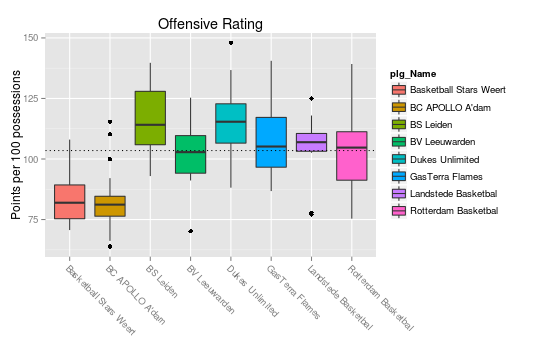 Offensive Rating
Points per 100 possessions
150
125
100
75
Basketball Stars Weert
BC APOLLO A'dam
BS Leiden
BV Leeuwarden
Dukes Unlimited
GasTerra Flames
Landstede Basketbal
Rotterdam Basketbal
plg_Name
Basketball Stars Weert
BC APOLLO A'dam
BS Leiden
BV Leeuwarden
Dukes Unlimited
GasTerra Flames
Landstede Basketbal
Rotterdam Basketbal